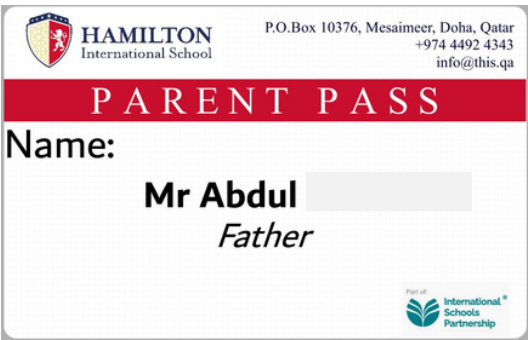 HAMILTON
International School
P.O.Box 10376, Mesaimeer, Doha, Qatar
+974 4492 4343
info@this.qa
PARENT PASS
Name:
Mr Abdul
Father
Part of:
International®
Schools
Partnership